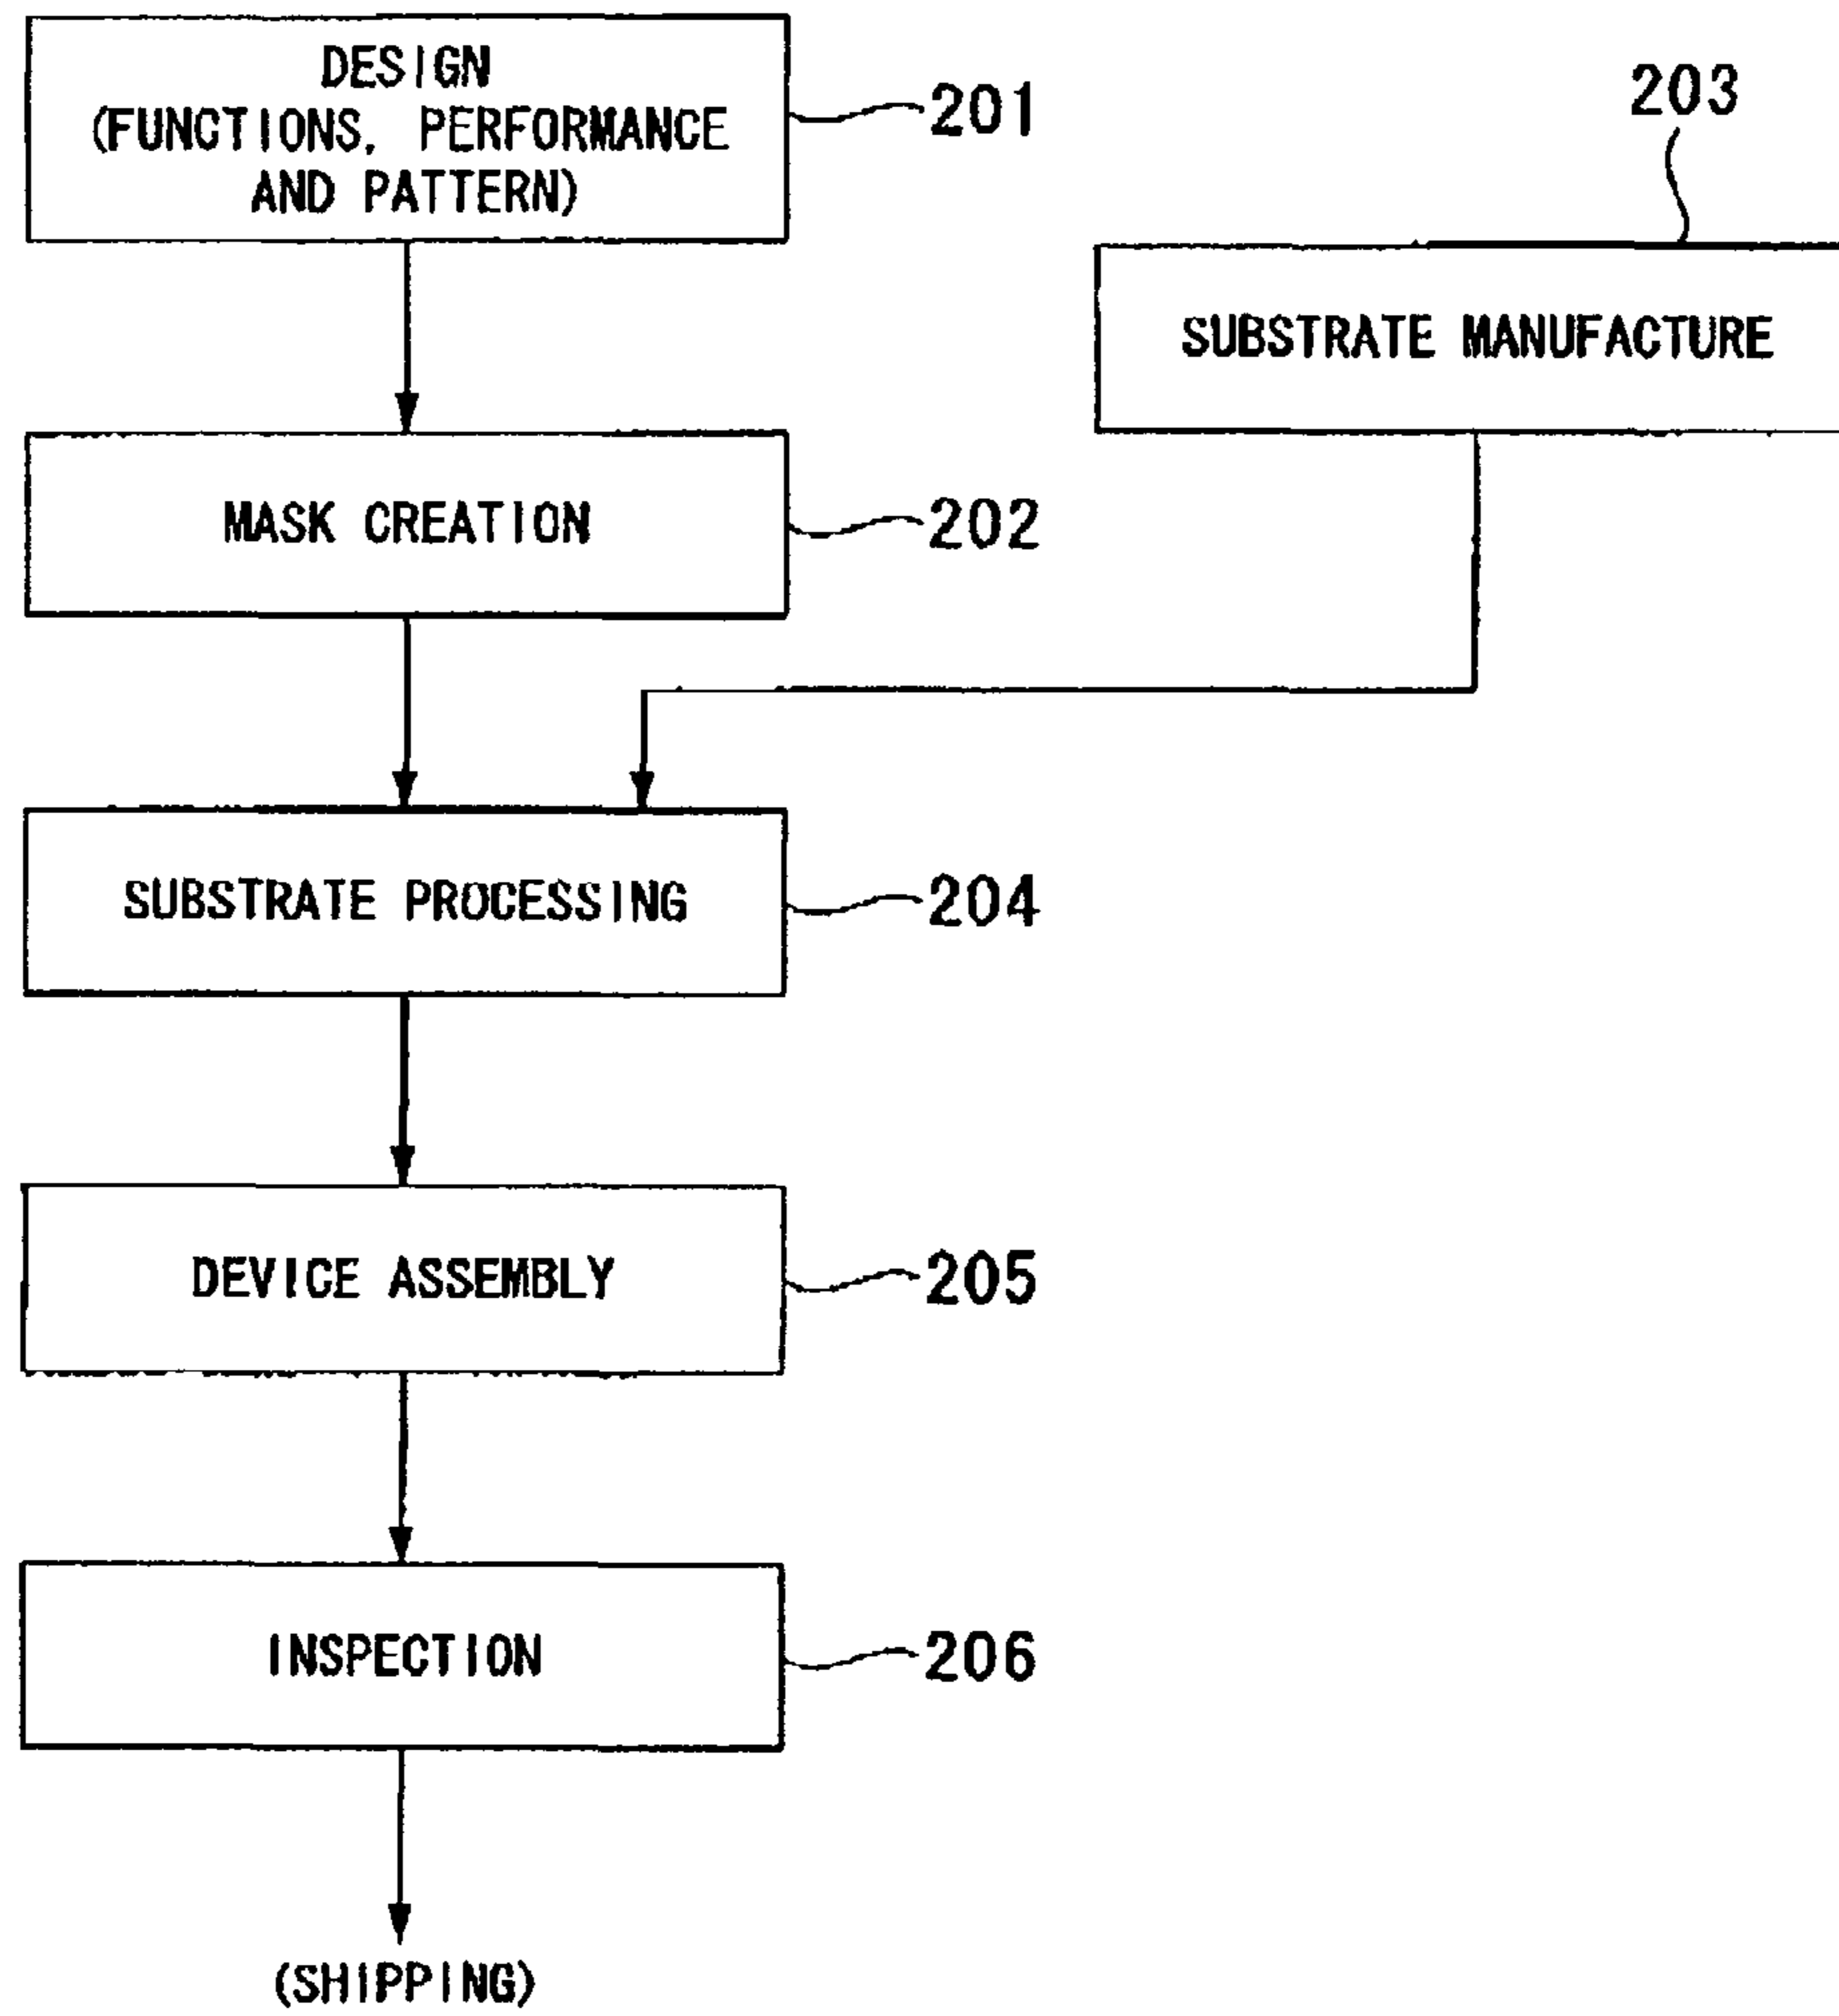 DESIGN
(FUNCTIONS, PERFORMANCE
AND PATTERN)
201
203
SUBSTRATE MANUFACTURE
MASK CREATION
202
SUBSTRATE PROCESSING
204
DEVICE ASSEMBLY
205
INSPECTION
206
(SHIPPING)